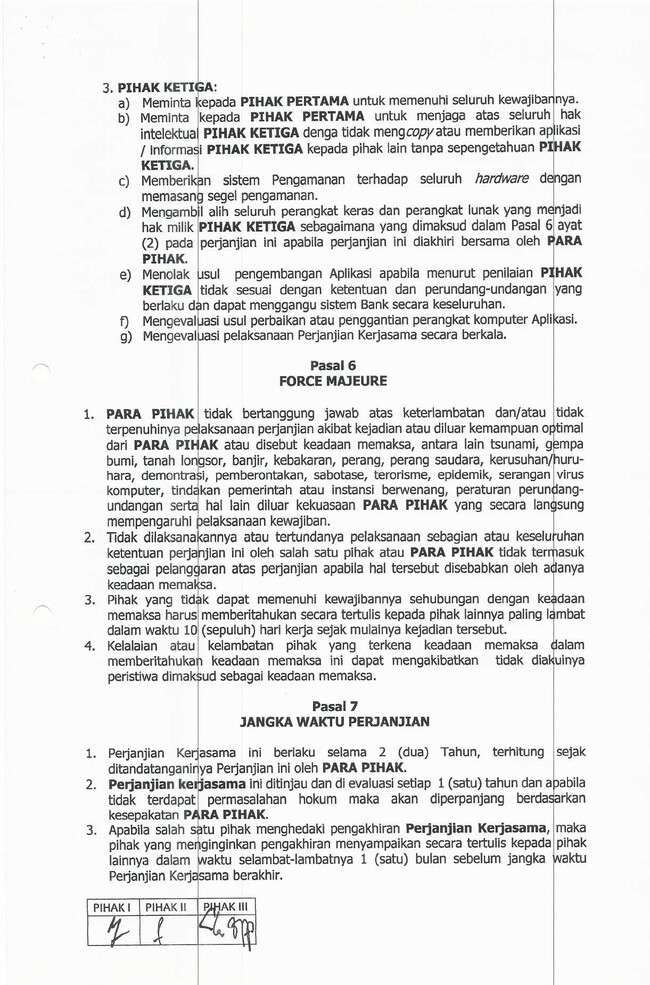 3. PIHAK KETIGA:
a) Meminta kepada PIHAK PERTAMA untuk memenuhi seluruh kewajibannya.
b) Meminta kepada PIHAK PERTAMA untuk menjaga atas seluruh hak
intelektual PIHAK KETIGA denga tidak mengcopy atau memberikan aplikasi
/ Informasi PIHAK KETIGA kepada pihak lain tanpa sepengetahuan PIHAK
KETIGA.
c) Memberikan sistem Pengamanan terhadap seluruh hardware dengan
memasang segel pengamanan.
d) Mengambil alih seluruh perangkat keras dan perangkat lunak yang menjadi
hak milik PIHAK KETIGA sebagaimana yang dimaksud dalam Pasal 6 ayat
(2) pada perjanjian ini apabila perjanjian ini diakhiri bersama oleh PARA
PIHAK.
e) Menolak usul pengembangan Aplikasi apabila menurut penilaian PIHAK
KETIGA tidak sesuai dengan ketentuan dan perundang-undangan yang
berlaku dan dapat menggangu sistem Bank secara keseluruhan.
f) Mengevaluasi usul perbaikan atau penggantian perangkat komputer Aplikasi.
g) Mengevaluasi pelaksanaan Perjanjian Kerjasama secara berkala.
Pasal 6
FORCE MAJEURE
1. PARA PIHAK tidak bertanggung jawab atas keterlambatan dan/atau tidak
terpenuhinya pelaksanaan perjanjian akibat kejadian atau diluar kemampuan optimal
dari PARA PIHAK atau disebut keadaan memaksa, antara lain tsunami, gempa
bumi, tanah longsor, banjir, kebakaran, perang, perang saudara, kerusuhan/huru-
hara, demontrasi, pemberontakan, sabotase, terorisme, epidemik, serangan virus
komputer, tindakan pemerintah atau instansi berwenang, peraturan perundang-
undangan serta hal lain diluar kekuasaan PARA PIHAK yang secara langsung
mempengaruhi pelaksanaan kewajiban.
2. Tidak dilaksanakannya atau tertundanya pelaksanaan sebagian atau keseluruhan
ketentuan perjanjian ini oleh salah satu pihak atau PARA PIHAK tidak termasuk
sebagai pelanggaran atas perjanjian apabila hal tersebut disebabkan oleh adanya
keadaan memaksa.
3. Pihak yang tidak dapat memenuhi kewajibannya sehubungan dengan keadaan
memaksa harus memberitahukan secara tertulis kepada pihak lainnya paling lambat
dalam waktu 10 (sepuluh) hari kerja sejak mulainya kejadian tersebut.
4. Kelalaian atau kelambatan pihak yang terkena keadaan memaksa dalam
memberitahukan keadaan memaksa ini dapat mengakibatkan tidak diakuinya
peristiwa dimaksud sebagai keadaan memaksa.
Pasal 7
JANGKA WAKTU PERJANJIAN
1. Perjanjian Kerjasama ini berlaku selama 2 (dua) Tahun, terhitung sejak
ditandatanganinya Perjanjian ini oleh PARA PIHAK.
2. Perjanjian kerjasama ini ditinjau dan di evaluasi setiap 1 (satu) tahun dan apabila
tidak terdapat permasalahan hokum maka akan diperpanjang berdasarkan
kesepakatan PARA PIHAK.
3. Apabila salah satu pihak menghedaki pengakhiran Perjanjian Kerjasama, maka
pihak yang menginginkan pengakhiran menyampaikan secara tertulis kepada pihak
lainnya dalam waktu selambat-lambatnya 1 (satu) bulan sebelum jangka waktu
Perjanjian Kerjasama berakhir.
PIHAK I PIHAK II PIHAK III